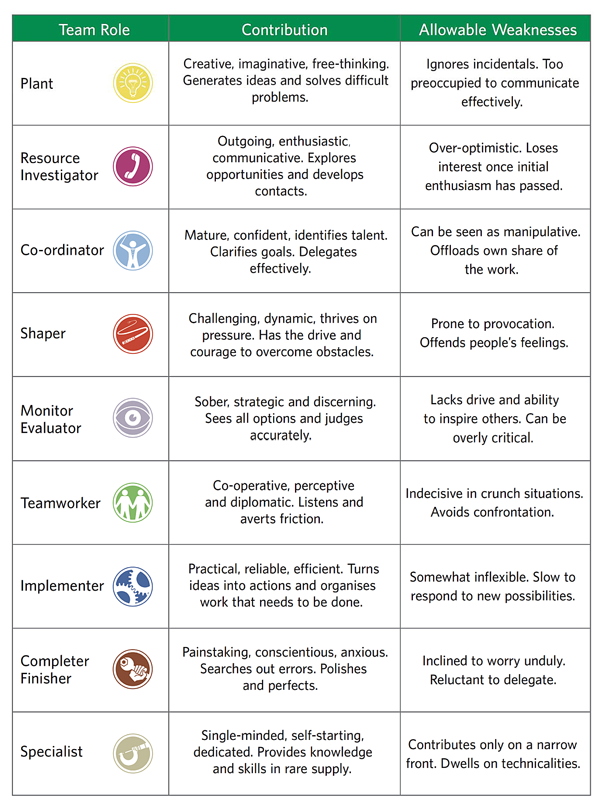 Team Role
Contribution
Allowable Weaknesses
Plant
Creative, imaginative, free-thinking.
Generates ideas and solves difficult
problems.
Ignores incidentals. Too
preoccupied to communicate
effectively.
Resource
Investigator
Outgoing, enthusiastic,
communicative. Explores
opportunities and develops
contacts.
Over-optimistic. Loses
interest once initial
enthusiasm has passed.
Co-ordinator
Mature, confident, identifies talent.
Clarifies goals. Delegates
effectively.
Can be seen as manipulative.
Offloads own share of
the work.
Shaper
Challenging, dynamic, thrives on
pressure. Has the drive and
courage to overcome obstacles.
Prone to provocation.
Offends people's feelings.
Monitor
Evaluator
Sober, strategic and discerning.
Sees all options and judges
accurately.
Lacks drive and ability
to inspire others. Can be
overly critical.
Teamworker
Co-operative, perceptive
and diplomatic. Listens and
averts friction.
Indecisive in crunch situations.
Avoids confrontation.
Implementer
Practical, reliable, efficient. Turns
ideas into actions and organises
work that needs to be done.
Somewhat inflexible. Slow to
respond to new possibilities.
Completer
Finisher
Painstaking, conscientious, anxious.
Searches out errors. Polishes
and perfects.
Inclined to worry unduly.
Reluctant to delegate.
Specialist
Single-minded, self-starting,
dedicated. Provides knowledge
and skills in rare supply.
Contributes only on a narrow
front. Dwells on technicalities.